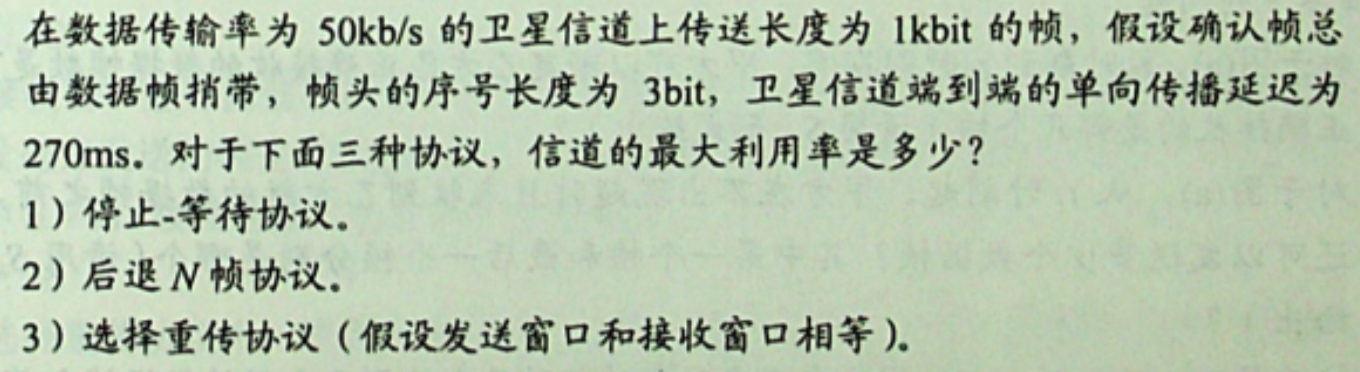 在数据传输率为 50kb/s 的卫星信道上传送长度为 1kbit 的帧，假设确认帧总
由数据帧捎带，帧头的序号长度为 3bit，卫星信道端到端的单向传播延迟为
270ms。对于下面三种协议，信道的最大利用率是多少？
1）停止-等待协议。
2）后退N帧协议。
3）选择重传协议（假设发送窗口和接收窗口相等）。